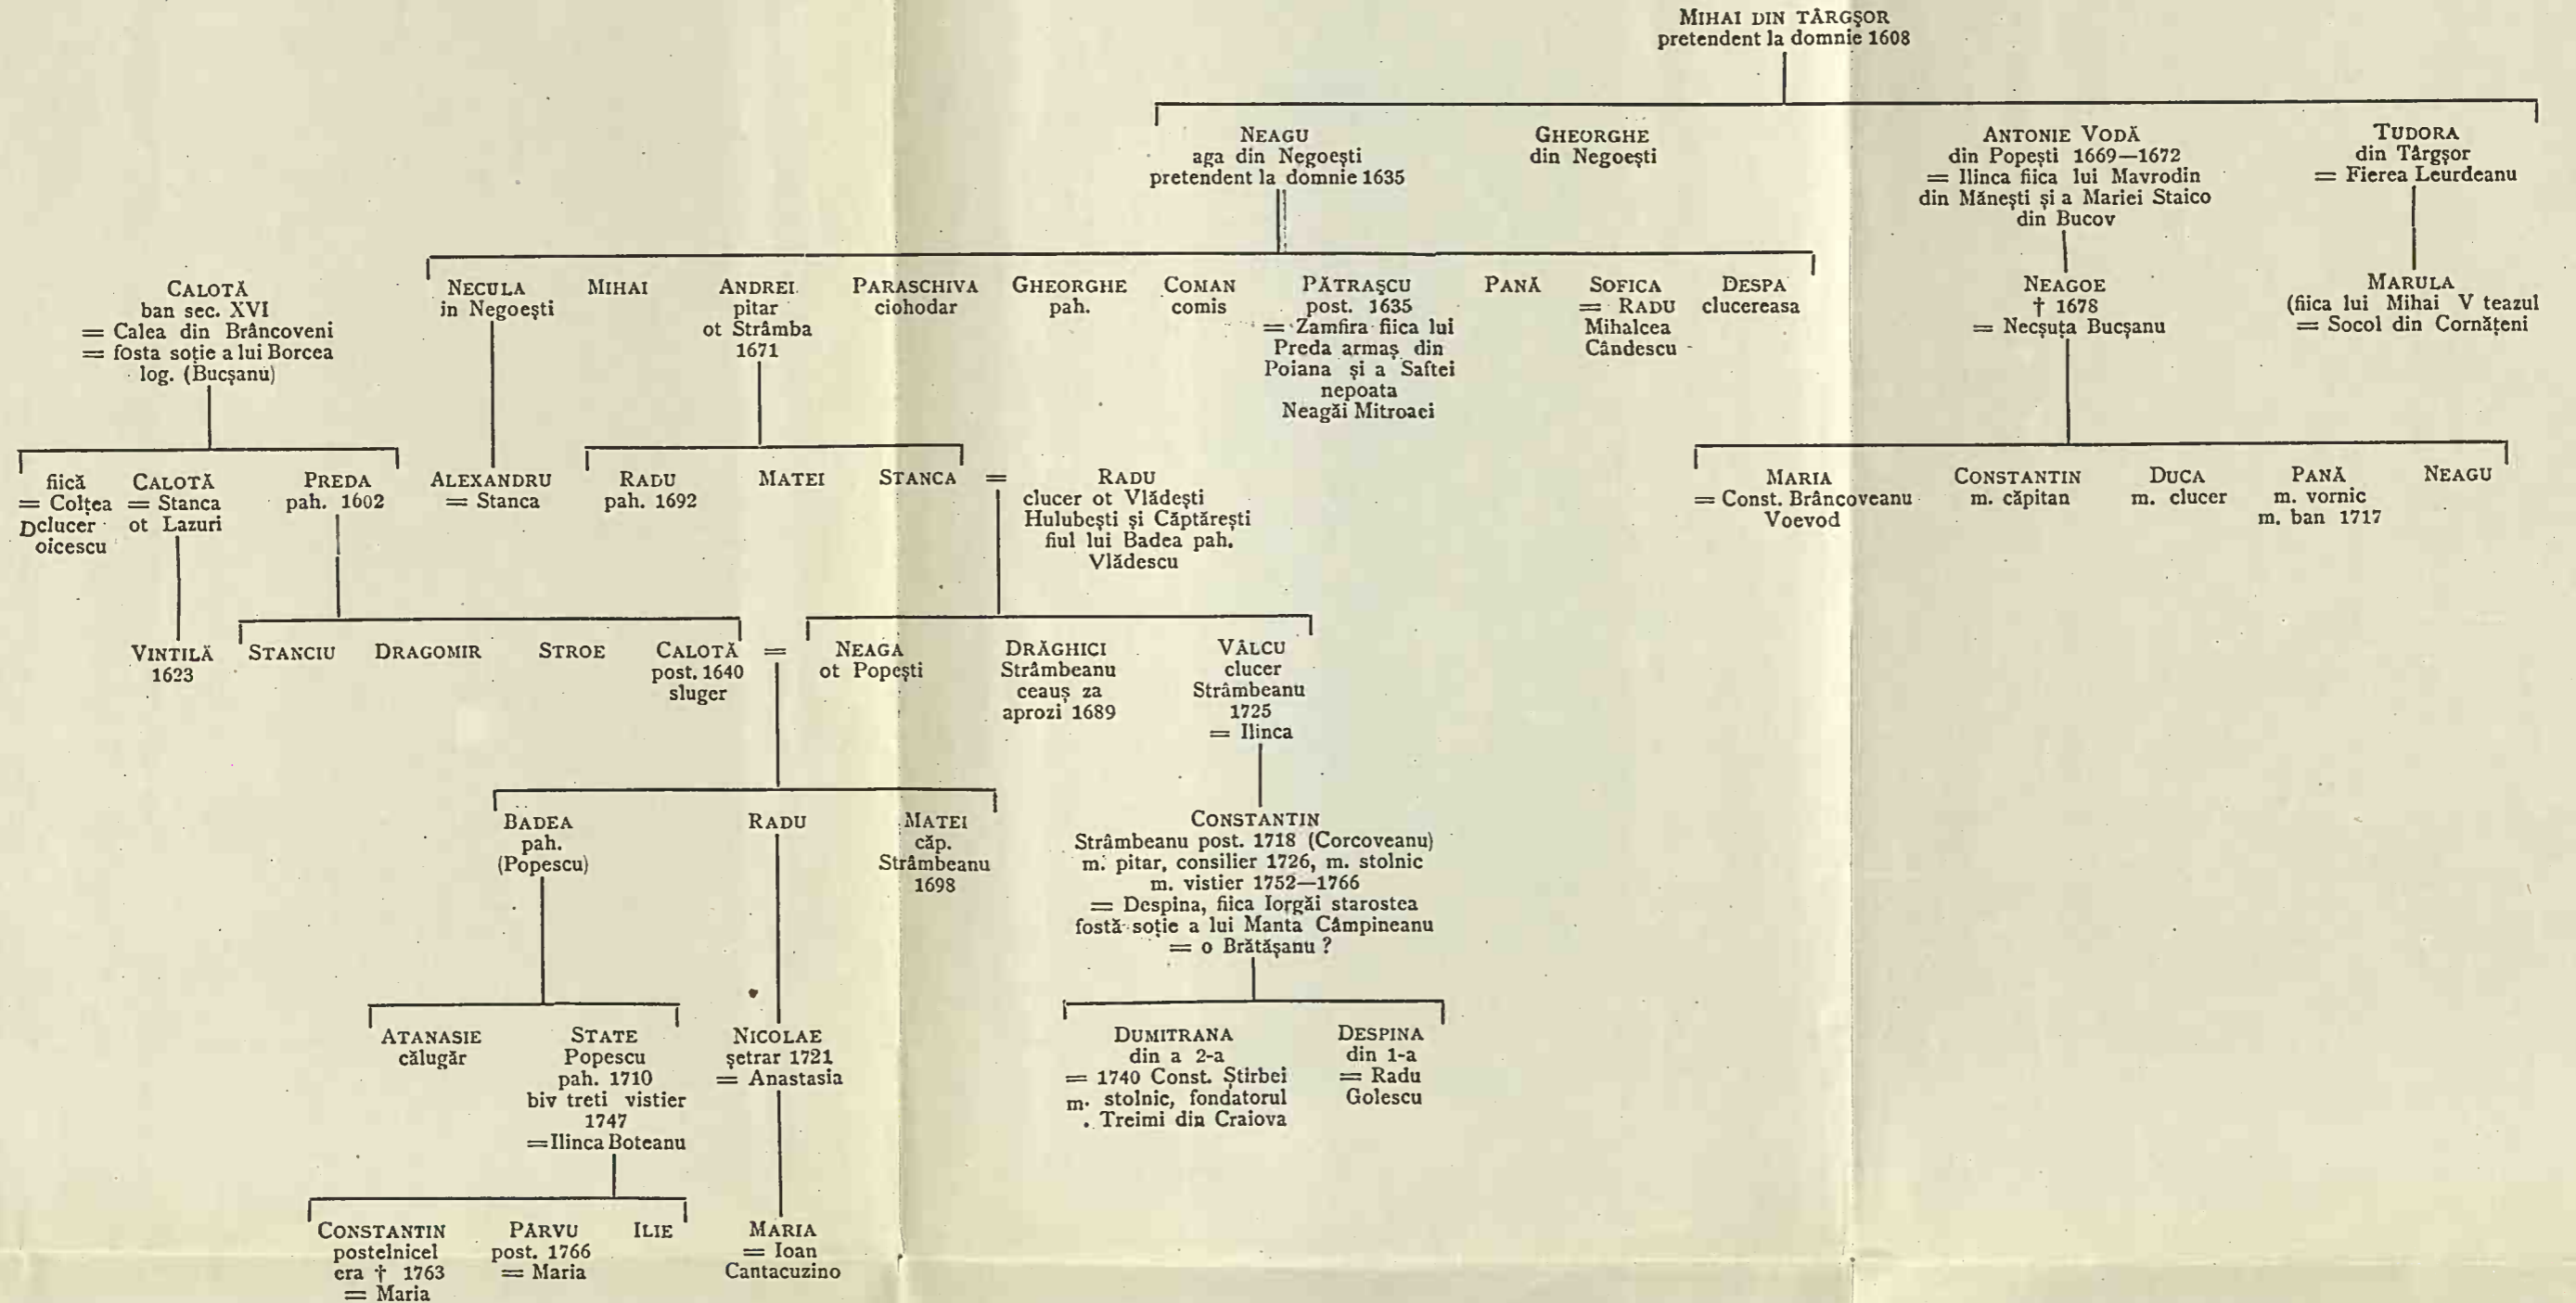 MIHAI DIN TÂRGŞOR
pretendent la domnie 1608
NEAGU
aga din Negoeşti
pretendent la domnie 1635
GHEORGHE
din Negoeşti
ANTONIE VODĂ
din Popeşti 1669—1672
= Ilinca fiica lui Mavrodin
din Măneşti şi a Mariei Staico
din Bucov
TUDORA
din Târgşor
= Fierea Leurdeanu
CALOTĂ
ban sec. XVI
= Calea din Brâncoveni
= fosta soţie a lui Borcea
log. (Bucşanu)
NECULA
in Negoeşti
MIHAI
ANDREI
pitar
ot Strâmba
1671
PARASCHIVA
ciohodar
GHEORGHE
pah.
COMAN
comis
PĂTRAŞCU
post. 1635
= Zamfira fiica lui
Preda armaş din
Poiana şi a Saftei
nepoata
Neagăi Mitroaei
PANĂ
SOFICA
= RADU
Mihalcea
Cândescu
DESPA
clucereasa
NEAGOE
† 1678
= Necşuţa Bucşanu
MARULA
(fiica lui Mihai V teazul
= Socol din Cornăţeni
fiică
= Colţea
Dclucer
oicescu
CALOTĂ
= Stanca
ot Lazuri
PREDA
pah. 1602
ALEXANDRU
= Stanca
RADU
pah. 1692
MATEI
STANCA
=
RADU
clucer ot Vlădeşti
Hulubeşti şi Căptăreşti
fiul lui Badea pah.
Vlădescu
MARIA
= Const. Brâncoveanu
Voevod
CONSTANTIN
m. căpitan
DUCA
m. clucer
PANĂ
m. vornic
m. ban 1717
NEAGU
VINTILĂ
1623
STANCIU
DRAGOMIR
STROE
CALOTĂ
post. 1640
sluger
=
NEAGA
ot Popeşti
DRĂGHICI
Strâmbeanu
ceauş za
aprozi 1689
VÂLCU
clucer
Strâmbeanu
1725
= Ilinca
BADEA
pah.
(Popescu)
RADU
MATEI
căp.
Strâmbeanu
1698
CONSTANTIN
Strâmbeanu post. 1718 (Corcoveanu)
m. pitar, consilier 1726, m. stolnic
m. vistier 1752—1766
= Despina, fiica Iorgăi starostea
fostă soţie a lui Manta Câmpineanu
= o Brătăşanu ?
ATANASIE
călugăr
STATE
Popescu
pah. 1710
biv treti vistier
1747
= Ilinca Boteanu
NICOLAE
şetrar 1721
= Anastasia
DUMITRANA
din a 2-a
= 1740 Const. Ştirbei
m. stolnic, fondatorul
Treimi din Craiova
DESPINA
din 1-a
= Radu
Golescu
CONSTANTIN
postelnicel
era † 1763
= Maria
PÂRVU
post. 1766
= Maria
ILIE
MARIA
= Ioan
Cantacuzino